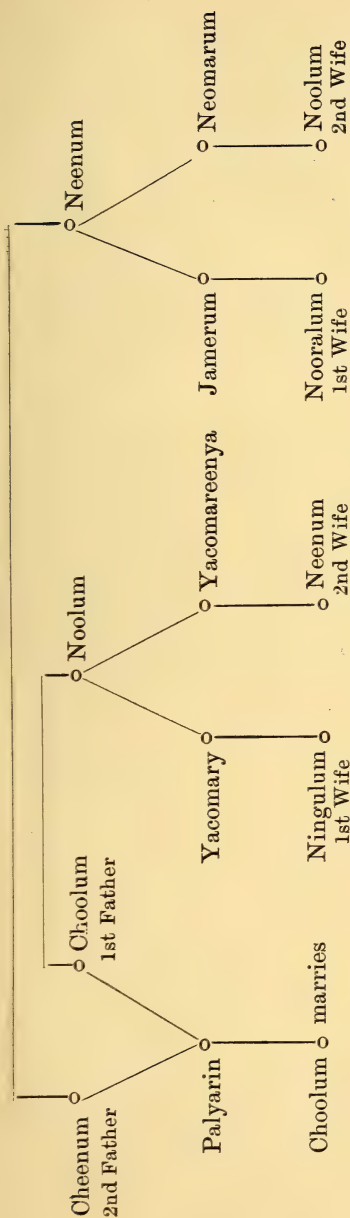 Cheenum
2nd Father
Choolum
1st Father
Noolum
Neenum
Palyarin
Yacomary
Yacomareenya
Jamerum
Neomarum
Choolum marries
Ningulum
1st Wife
Neenum
2nd Wife
Nooralum
1st Wife
Noolum
2nd Wife